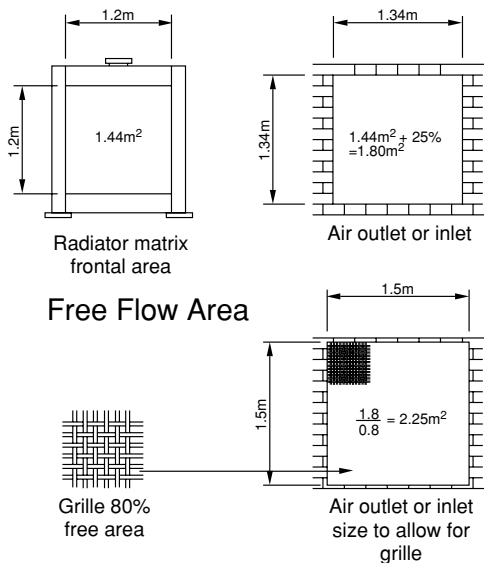 1.2m
1.2m
1.44m²
Radiator matrix
frontal area
1.34m
1.34m
1.44m² + 25%
=1.80m²
Air outlet or inlet
Free Flow Area
Grille 80%
free area
1.5m
1.5m
1.8
0.8
= 2.25m²
Air outlet or inlet
size to allow for
grille